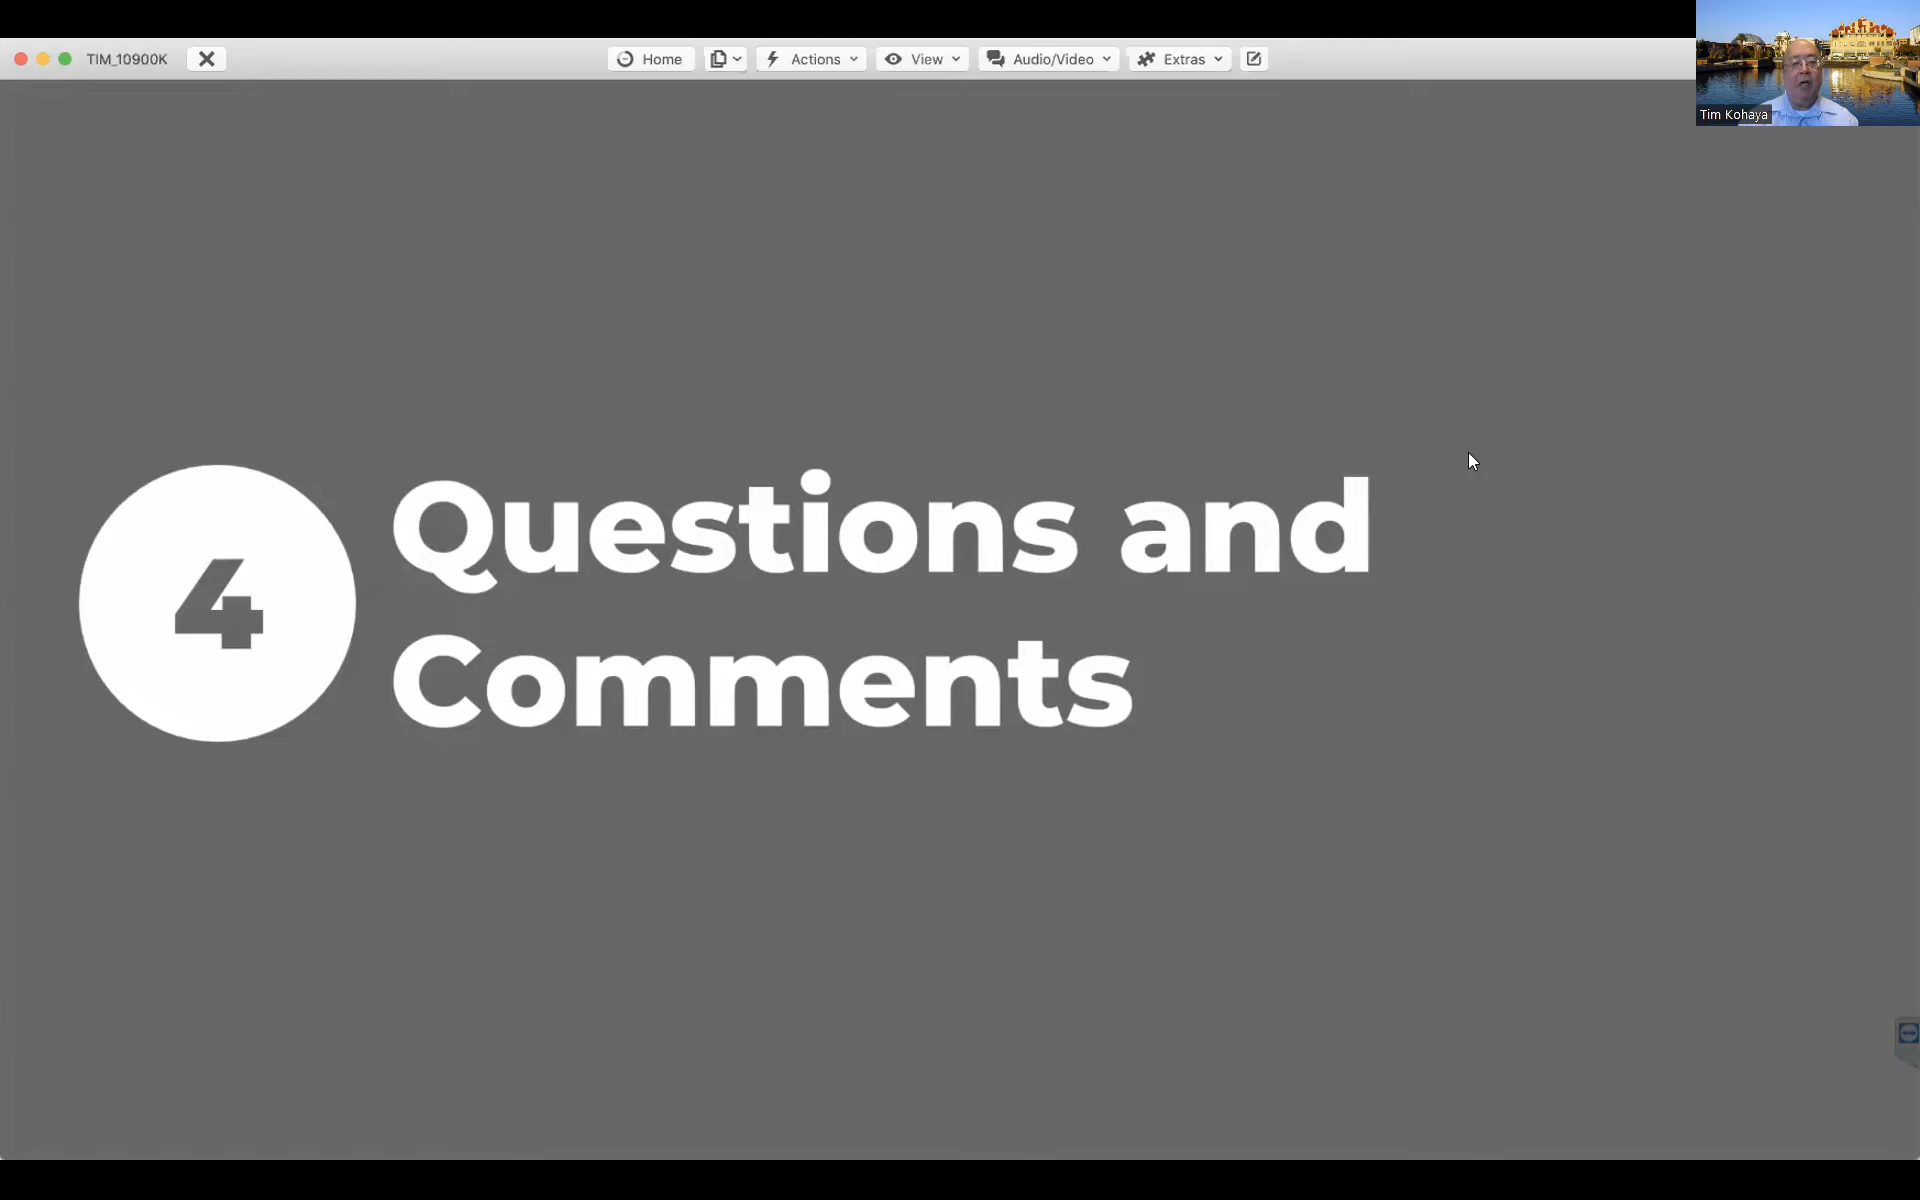 TIM_10900K
Home
Actions
View
Audio/Video
Extras
Tim Kohaya
4
Questions and
Comments